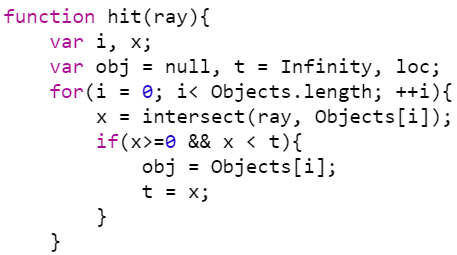 function hit(ray){
    var i, x;
    var obj = null, t = Infinity, loc;
    for(i = 0; i< Objects.length; ++i){
        x = intersect(ray, Objects[i]);
        if(x>=0 && x < t){
            obj = Objects[i];
            t = x;
        }
    }